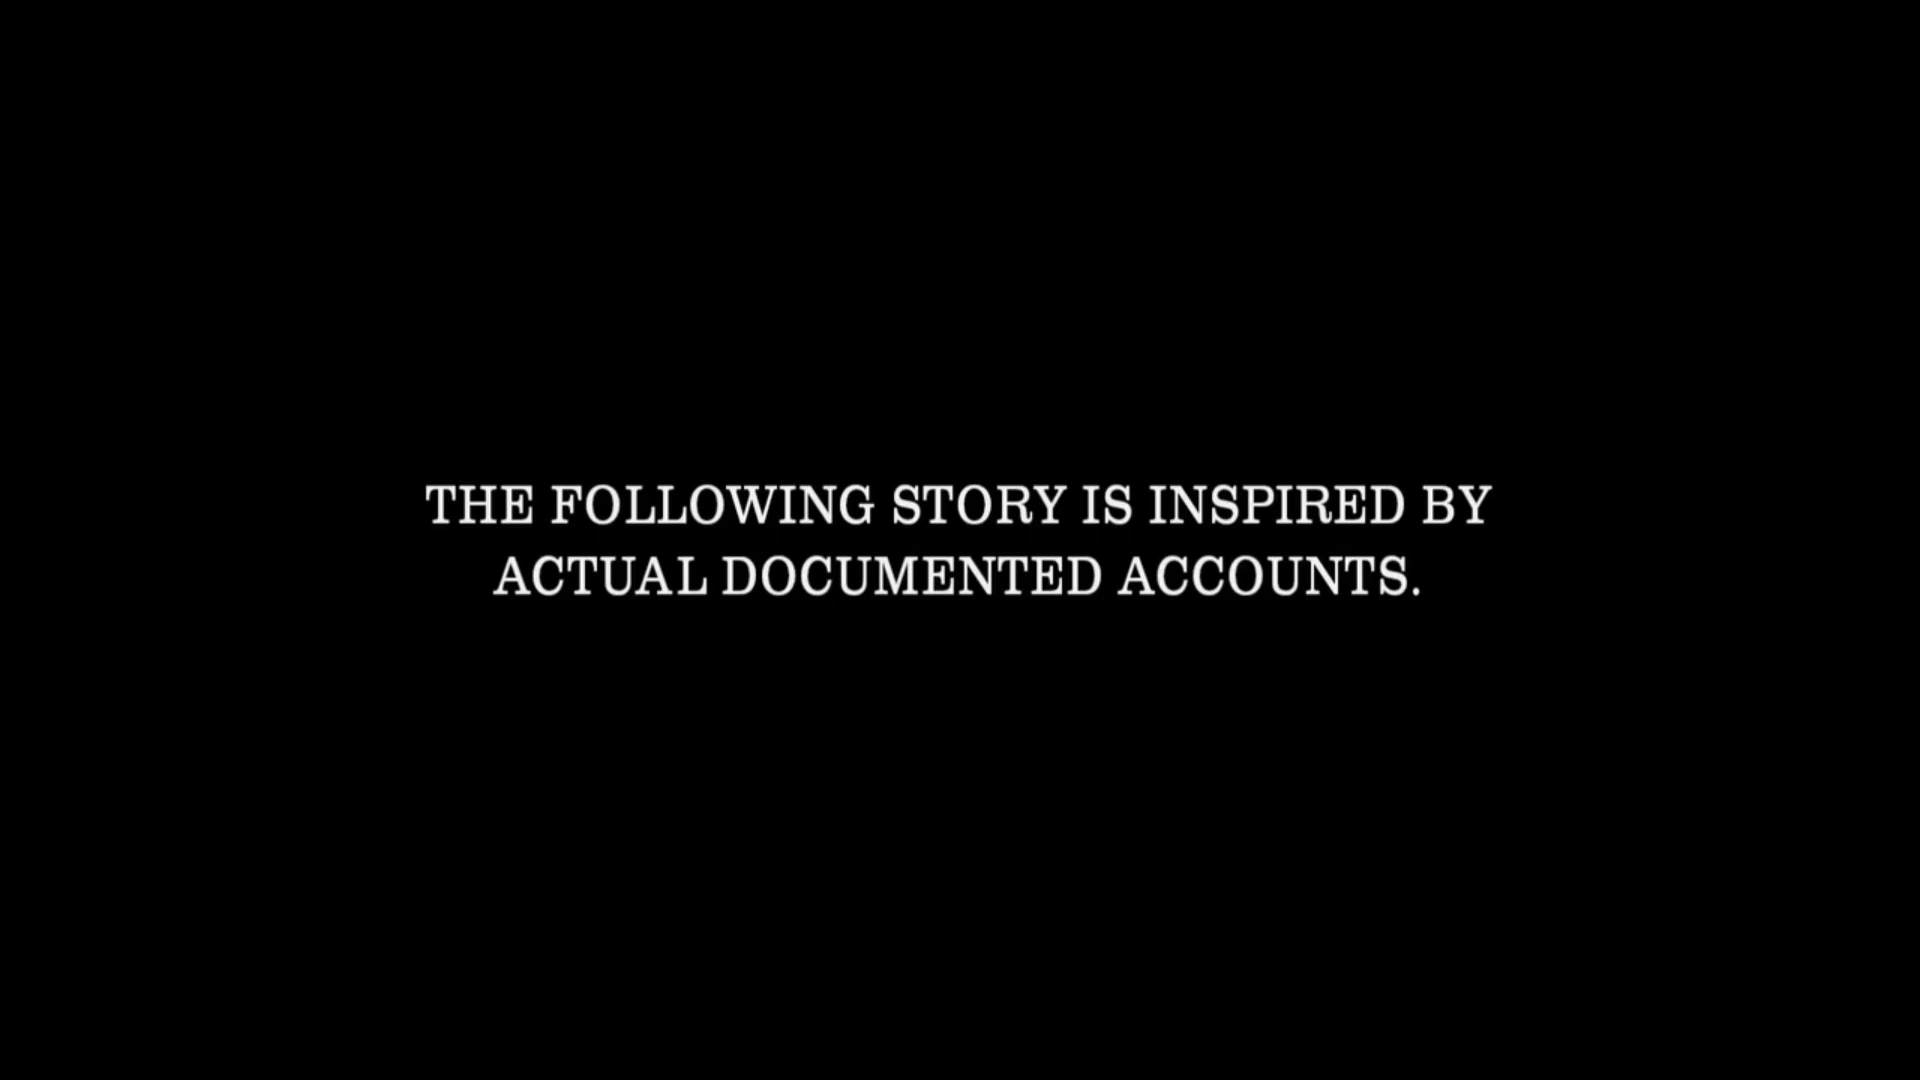 THE FOLLOWING STORY IS INSPIRED BY
ACTUAL DOCUMENTED ACCOUNTS.